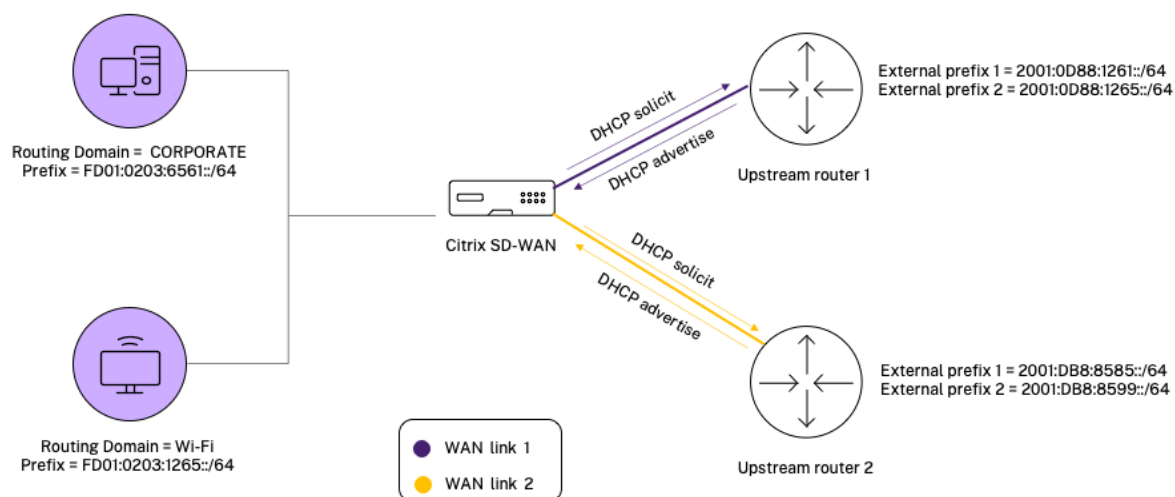 Routing Domain = CORPORATE
Prefix = FD01:0203:6561::/64
Routing Domain = Wi-Fi
Prefix = FD01:0203:1265::/64
Citrix SD-WAN
DHCP solicit
DHCP advertise
DHCP solicit
DHCP advertise
Upstream router 1
External prefix 1 = 2001:0D88:1261::/64
External prefix 2 = 2001:0D88:1265::/64
Upstream router 2
External prefix 1 = 2001:DB8:8585::/64
External prefix 2 = 2001:DB8:8599::/64
WAN link 1
WAN link 2